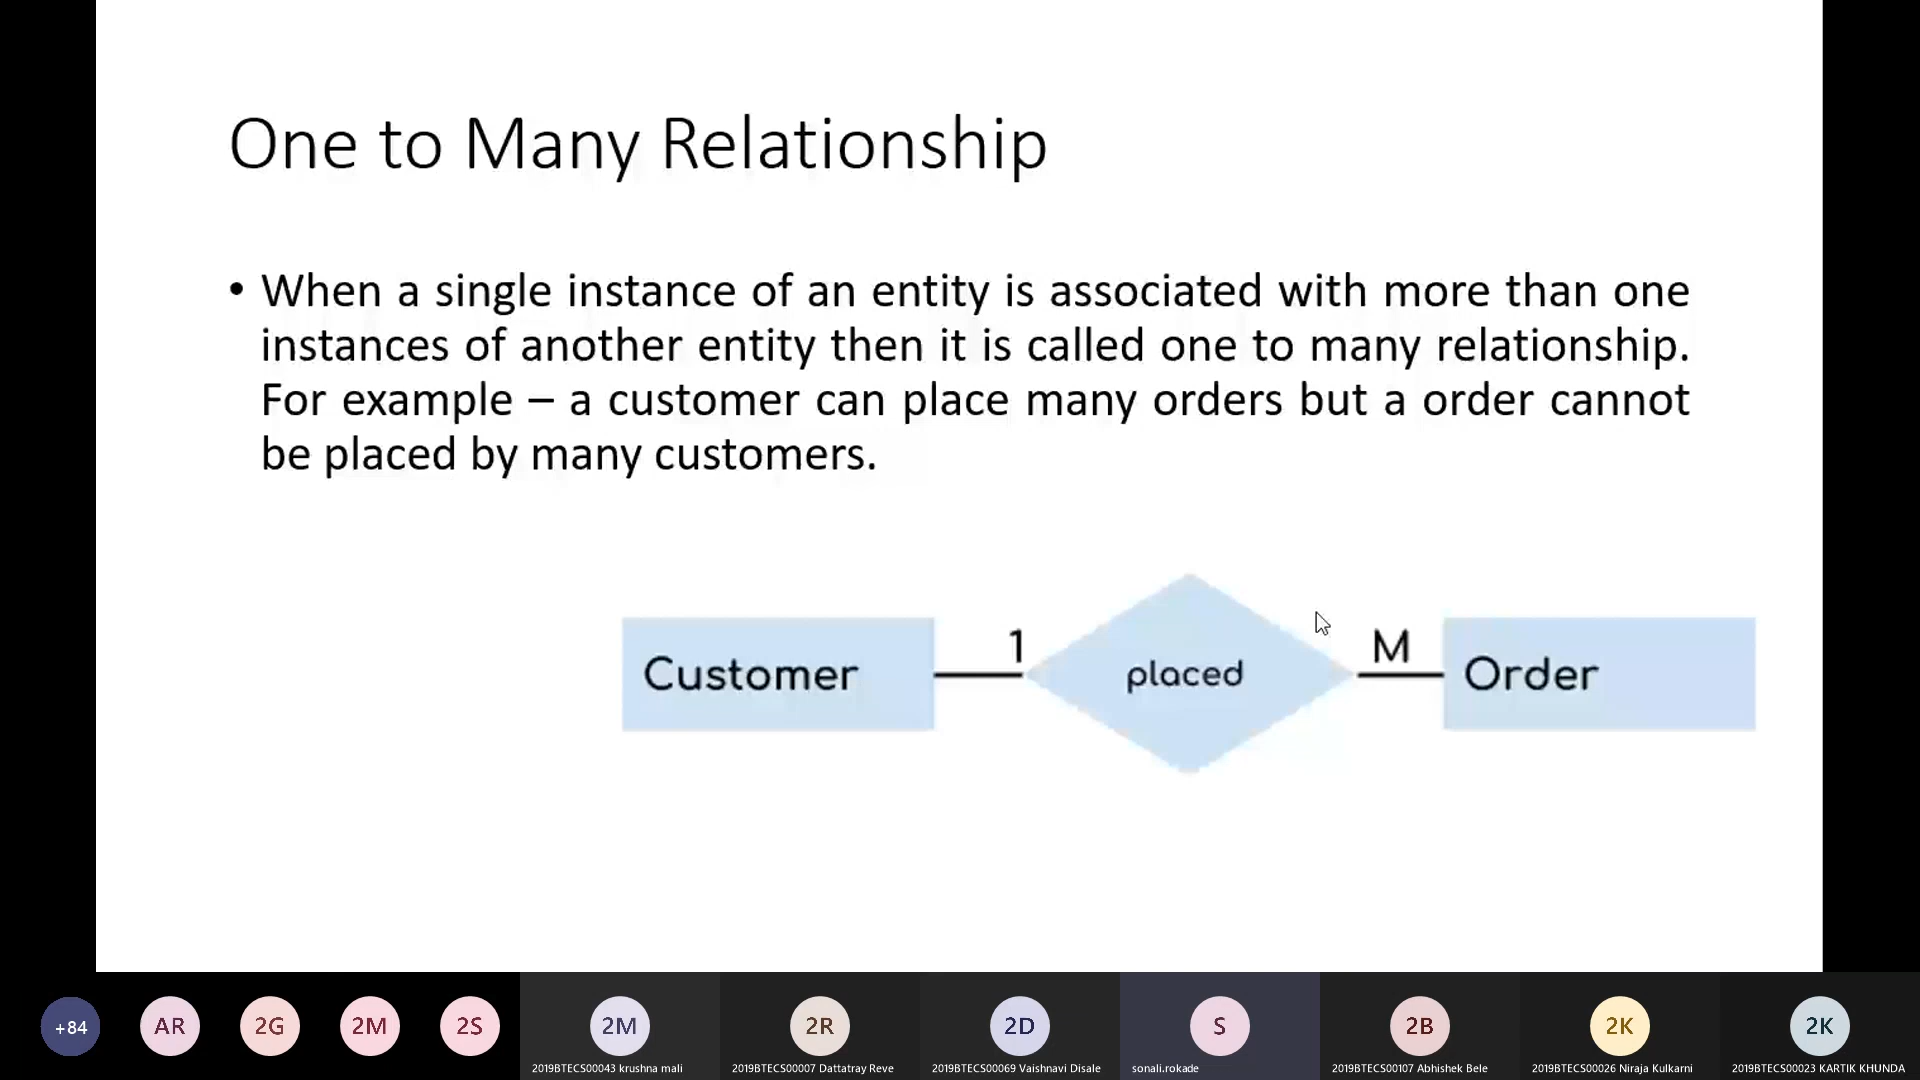 One to Many Relationship
• When a single instance of an entity is associated with more than one
instances of another entity then it is called one to many relationship.
For example – a customer can place many orders but a order cannot
be placed by many customers.
Customer 1 placed M Order
+84 AR 2G 2M 2S 2M 2R 2D S 2B 2K 2K
2019BTECS00043 krushna mali 2019BTECS00007 Dattatray Reve 2019BTECS00069 Vaishnavi Disale sonali.rokade 2019BTECS00107 Abhishek Bele 2019BTECS00026 Niraja Kulkarni 2019BTECS00023 KARTIK KHUNDA